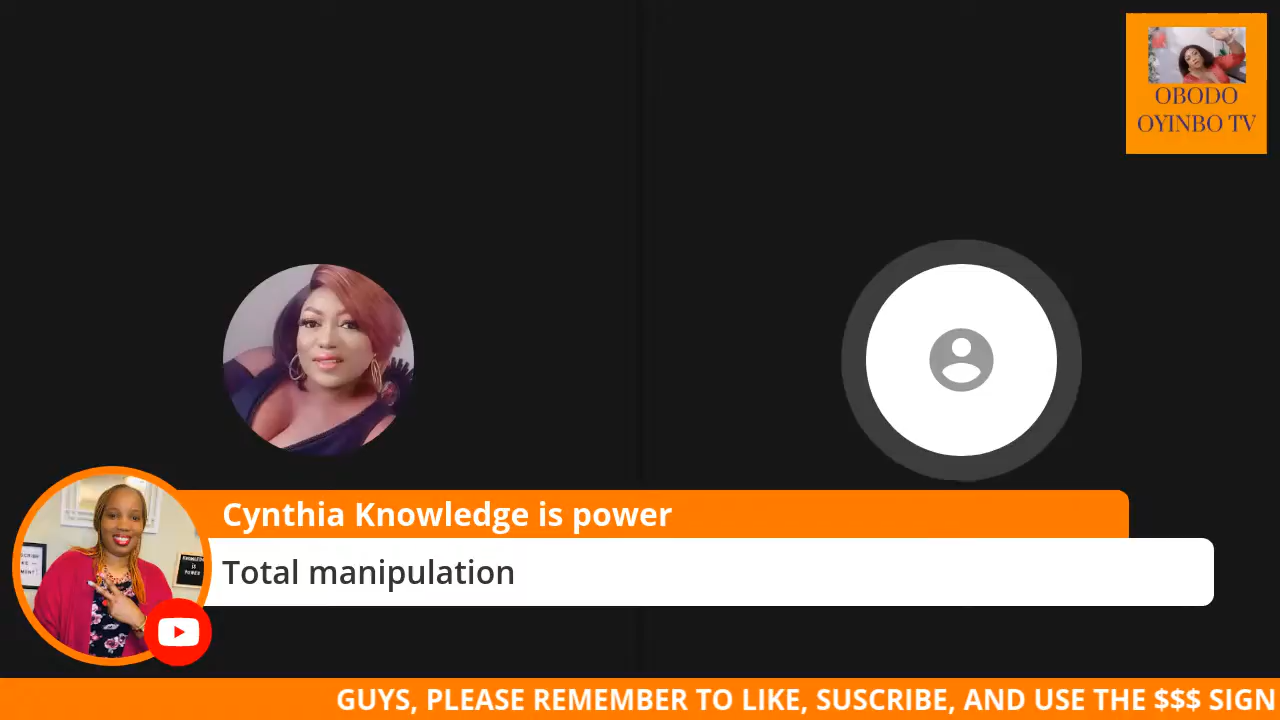 OBODO
OYINBO TV
Cynthia Knowledge is power
Total manipulation
GUYS, PLEASE REMEMBER TO LIKE, SUSCRIBE, AND USE THE $$$ SIGN